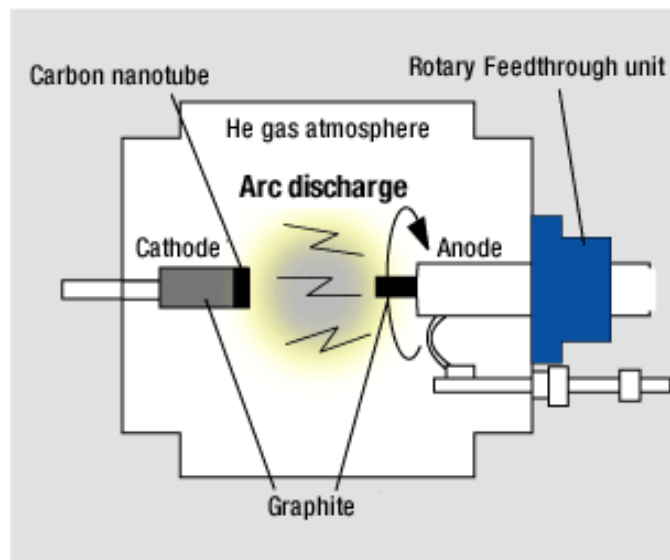 Carbon nanotube
Rotary Feedthrough unit
He gas atmosphere
Arc discharge
Cathode
Anode
Graphite